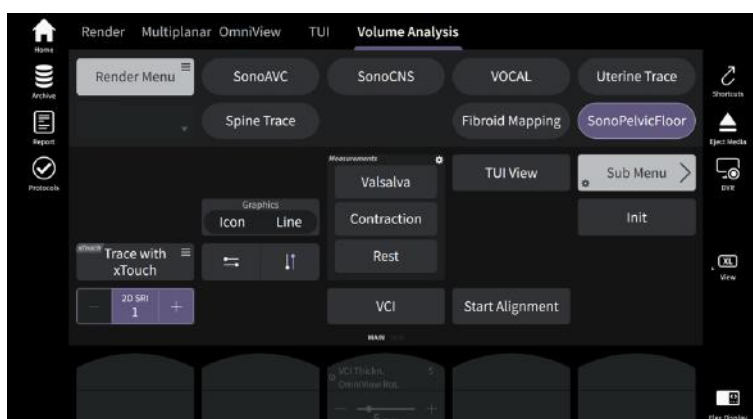 Home
Archive
Report
Protocols
Render
Multiplanar
OmniView
TUI
Volume Analysis
Render Menu
SonoAVC
SonoCNS
VOCAL
Uterine Trace
Spine Trace
Fibroid Mapping
SonoPelvicFloor
Measurements
Valsalva
TUI View
Sub Menu
Graphics
Icon
Line
Contraction
Init
xTouch
Trace with
xTouch
Rest
2D SRI
1
VCI
Start Alignment
MAIN
VCI Thickn. 5
OmniView Rot.
5
Shortcuts
Eject Media
DVR
XL
View